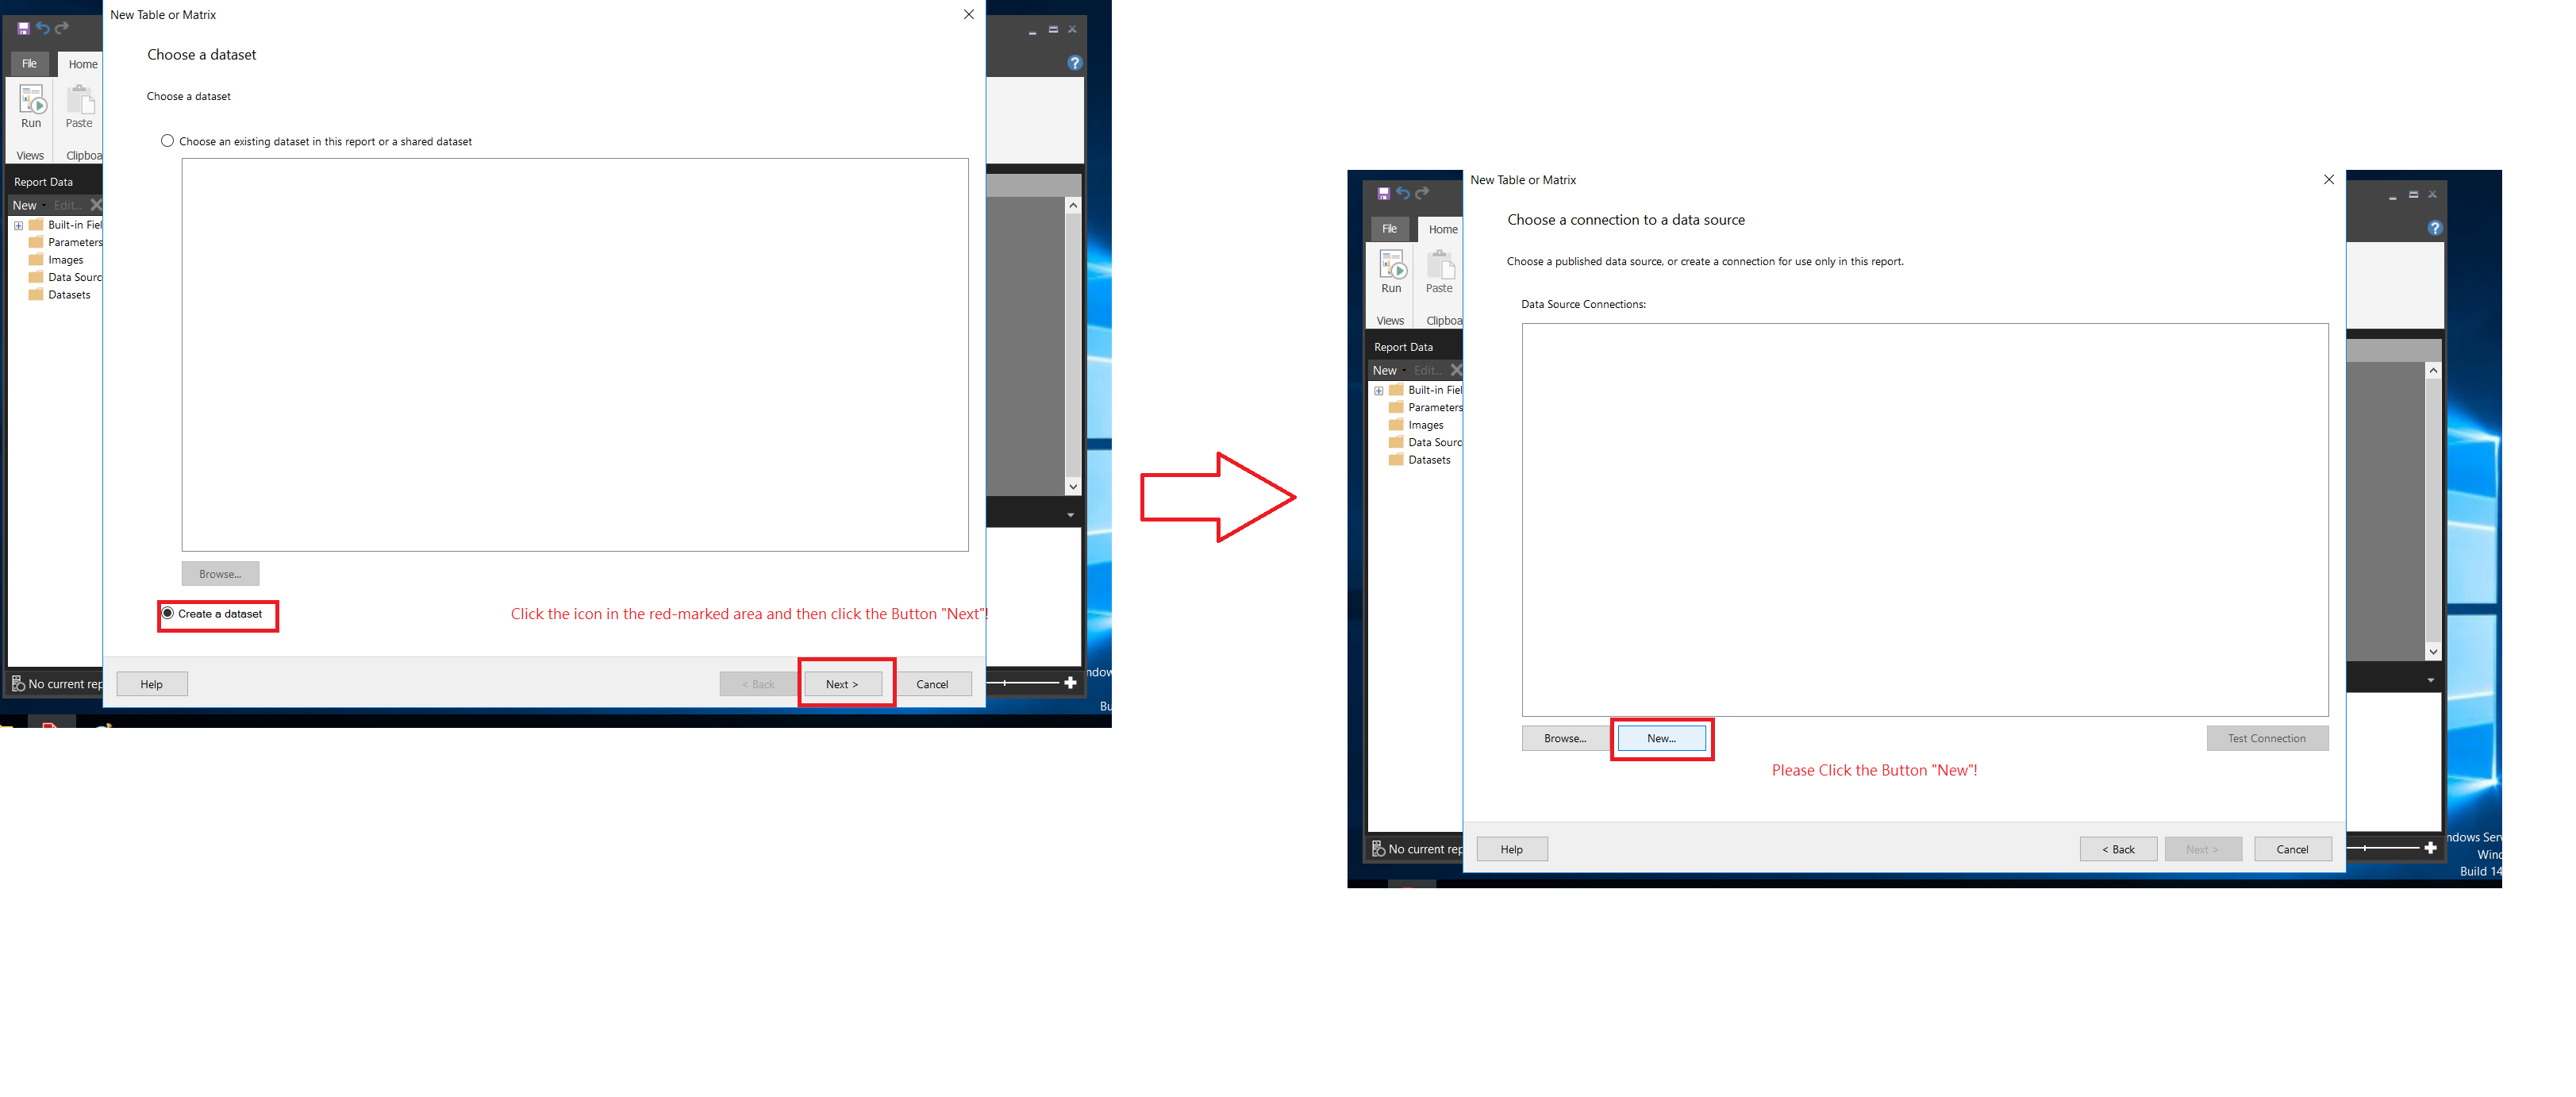 New Table or Matrix
Choose a dataset
File
Home
Choose a dataset
Run
Paste
Choose an existing dataset in this report or a shared dataset
Views
Clipboa
Report Data
New
Edit...
Built-in Fiel
Parameters
Images
Data Sourc
Datasets
Browse...
Create a dataset
Click the icon in the red-marked area and then click the Button "Next"!
No current rep
Help
< Back
Next >
Cancel
ndow
Bu
New Table or Matrix
Choose a connection to a data source
File
Home
Choose a published data source, or create a connection for use only in this report.
Run
Paste
Data Source Connections:
Views
Clipboa
Report Data
New
Edit...
Built-in Fiel
Parameters
Images
Data Sourc
Datasets
Browse...
New...
Test Connection
Please Click the Button "New"!
No current rep
Help
< Back
Next >
Cancel
ndows Serv
Wind
Build 14